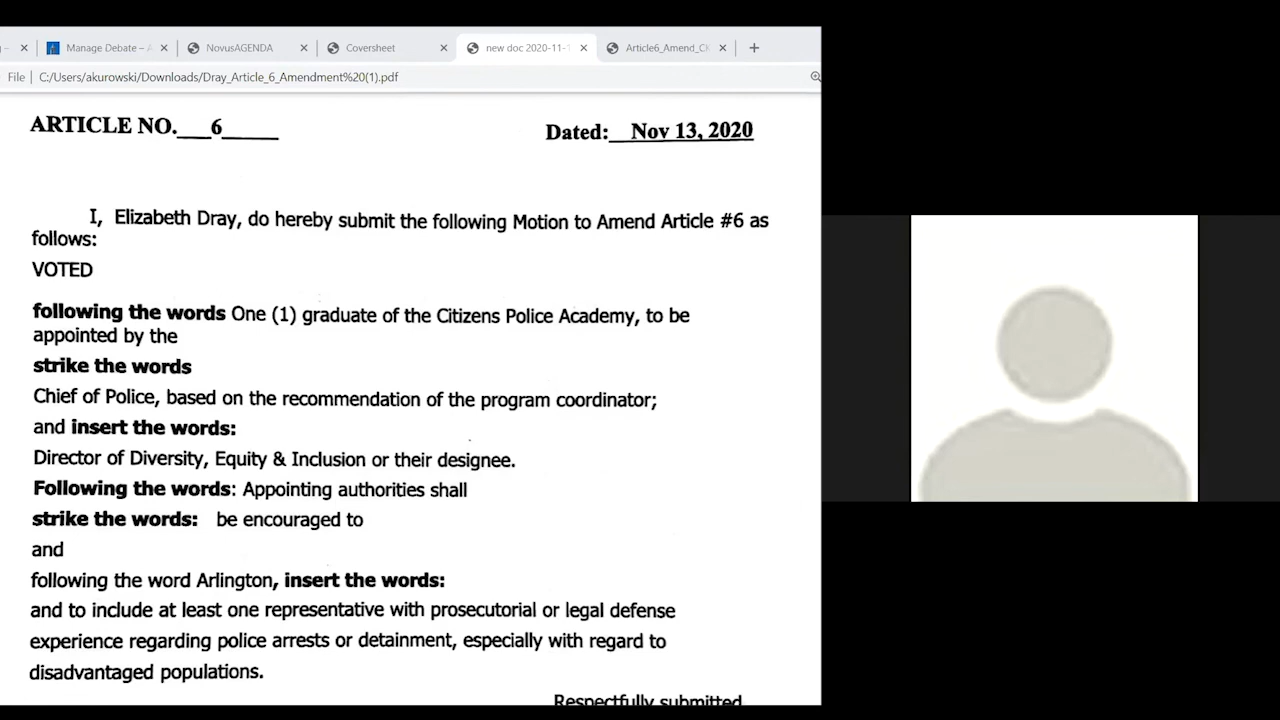 Manage Debate – A
NovusAGENDA
Coversheet
new doc 2020-11-1
Article6_Amend_Ch
File | C:/Users/akurowski/Downloads/Dray_Article_6_Amendment%20(1).pdf
ARTICLE NO.___6_____ Dated:__Nov 13, 2020
I, Elizabeth Dray, do hereby submit the following Motion to Amend Article #6 as
follows:
VOTED
following the words One (1) graduate of the Citizens Police Academy, to be
appointed by the
strike the words
Chief of Police, based on the recommendation of the program coordinator;
and insert the words:
Director of Diversity, Equity & Inclusion or their designee.
Following the words: Appointing authorities shall
strike the words: be encouraged to
and
following the word Arlington, insert the words:
and to include at least one representative with prosecutorial or legal defense
experience regarding police arrests or detainment, especially with regard to
disadvantaged populations.
Respectfully submitted